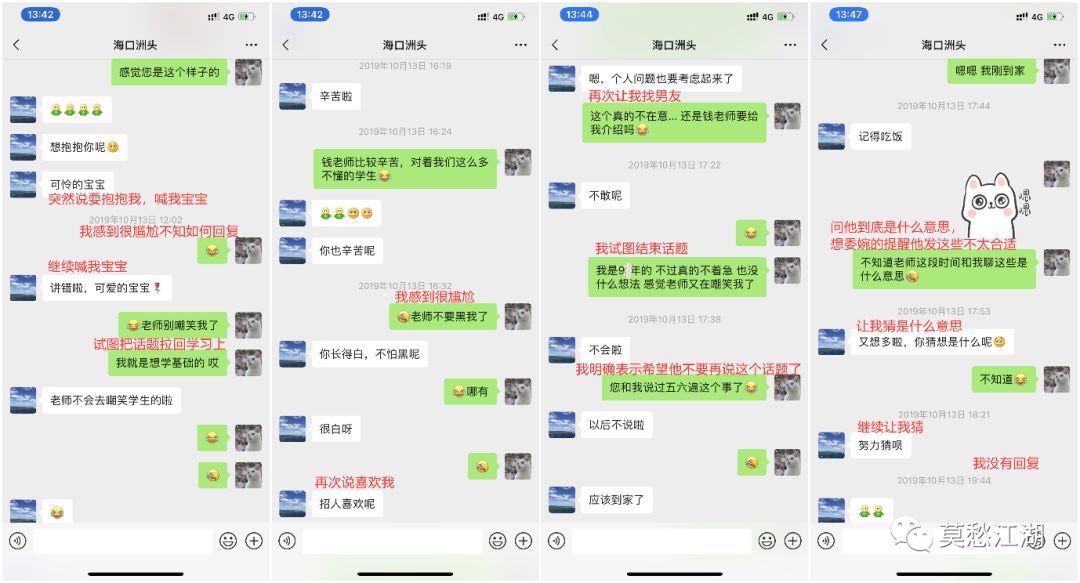 13:42
4G
海口洲头
感觉您是这个样子的
想抱抱你呢
可怜的宝宝
突然说要抱抱我，喊我宝宝
2019年10月13日 12:02
我感到很尴尬不知如何回复
继续喊我宝宝
讲错啦，可爱的宝宝
老师别嘲笑我了
试图把话题拉回学习上
我就是想学基础的 哎
老师不会去嘲笑学生的啦
13:42
4G
海口洲头
2019年10月13日 16:19
辛苦啦
2019年10月13日 16:24
钱老师比较辛苦，对着我们这么多
不懂的学生
你也辛苦呢
2019年10月13日 16:32
我感到很尴尬
老师不要黑我了
你长得白，不怕黑呢
哪有
很白呀
再次说喜欢我
招人喜欢呢
13:44
4G
海口洲头
嗯，个人问题也要考虑起来了
再次让我找男友
这个真的不在意... 还是钱老师要给
我介绍吗
2019年10月13日 17:22
不敢呢
我试图结束话题
我是9年的 不过真的不着急 也没
什么想法 感觉老师又在嘲笑我了
2019年10月13日 17:38
不会啦
我明确表示希望他不要再说这个话题了
您和我说过五六遍这个事了
以后不说啦
应该到家了
13:47
4G
海口洲头
嗯嗯 我刚到家
2019年10月13日 17:44
记得吃饭
嗯嗯
问他到底是什么意思，
想委婉的提醒他发这些不太合适
不知道老师这段时间和我聊这些是
什么意思
2019年10月13日 17:53
让我猜是什么意思
又想多啦，你猜想是什么呢
不知道
2019年10月13日 18:21
继续让我猜
努力猜呗
我没有回复
2019年10月13日 19:44
莫愁江湖